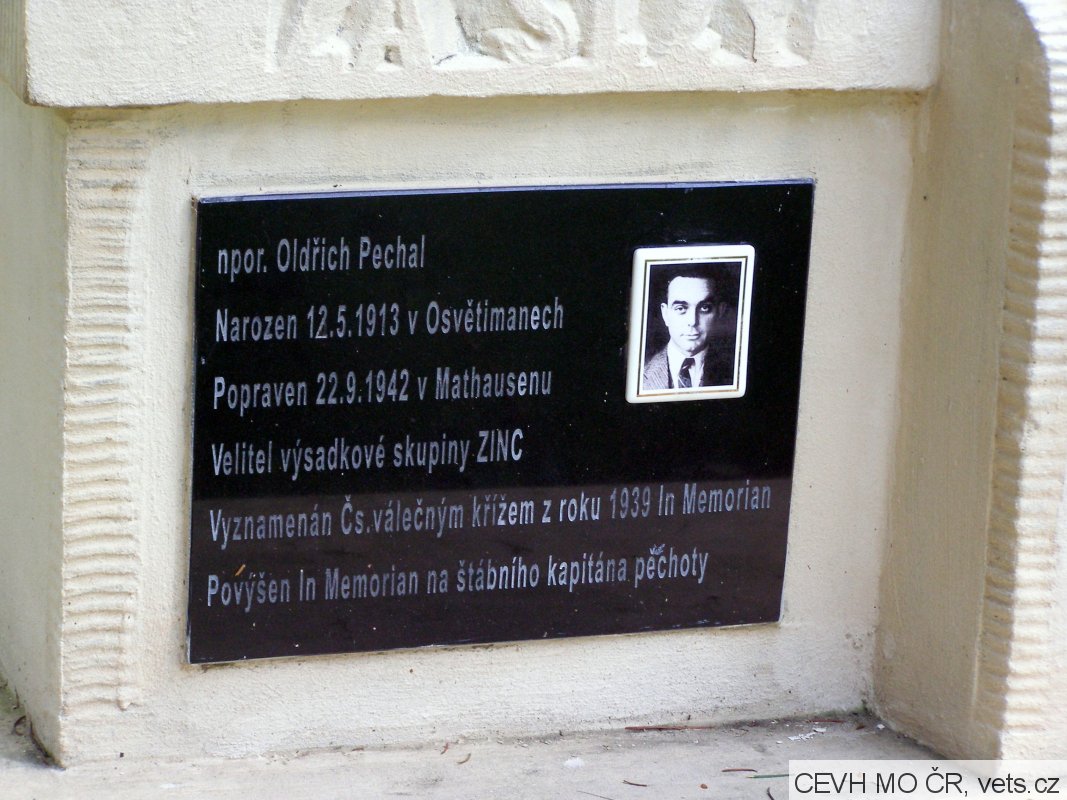 npor. Oldřich Pechal
Narozen 12.5.1913 v Osvětimanech
Popraven 22.9.1942 v Mathausenu
Velitel výsadkové skupiny ZINC
Vyznamenán Čs.válečným křížem z roku 1939 In Memorian
Povýšen In Memorian na štábního kapitána pěchoty
CEVH MO ČR, vets.cz